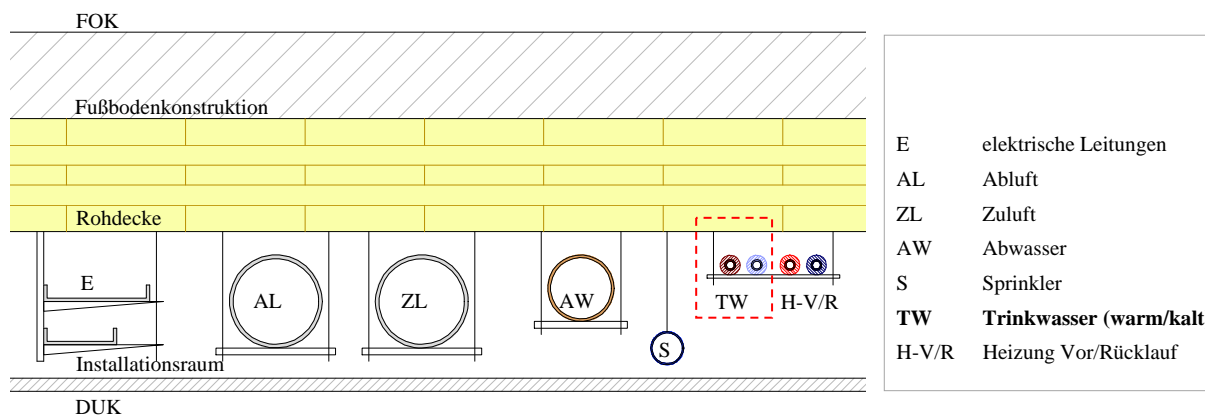 FOK
Fußbodenkonstruktion
Rohdecke
E
AL
ZL
AW
S
TW
H-V/R
Installationsraum
DUK
E elektrische Leitungen
AL Abluft
ZL Zuluft
AW Abwasser
S Sprinkler
TW Trinkwasser (warm/kalt
H-V/R Heizung Vor/Rücklauf